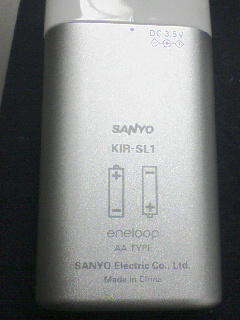 DC 3.5V
SANYO
KIR-SL1
eneloop
AA TYPE
SANYO Electric Co., Ltd.
Made in China